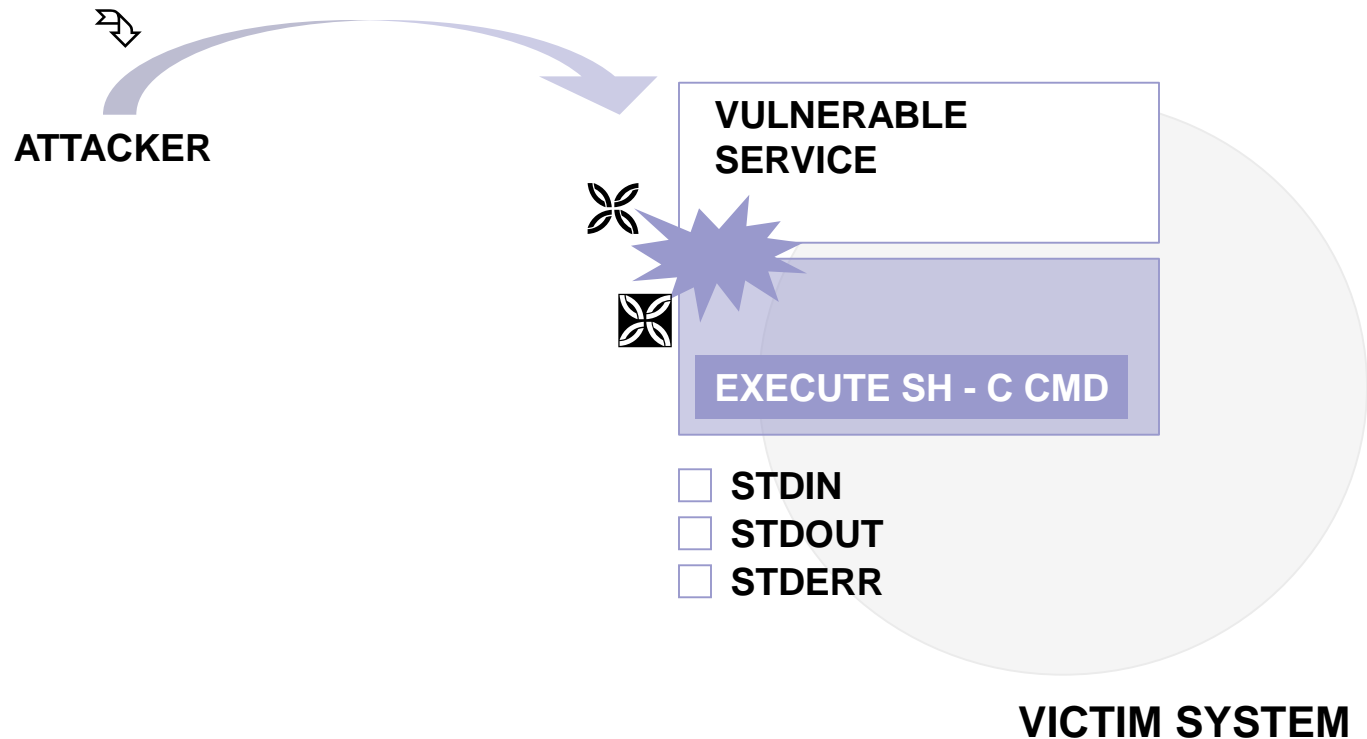 ATTACKER
VULNERABLE
SERVICE
EXECUTE SH - C CMD
STDIN
STDOUT
STDERR
VICTIM SYSTEM